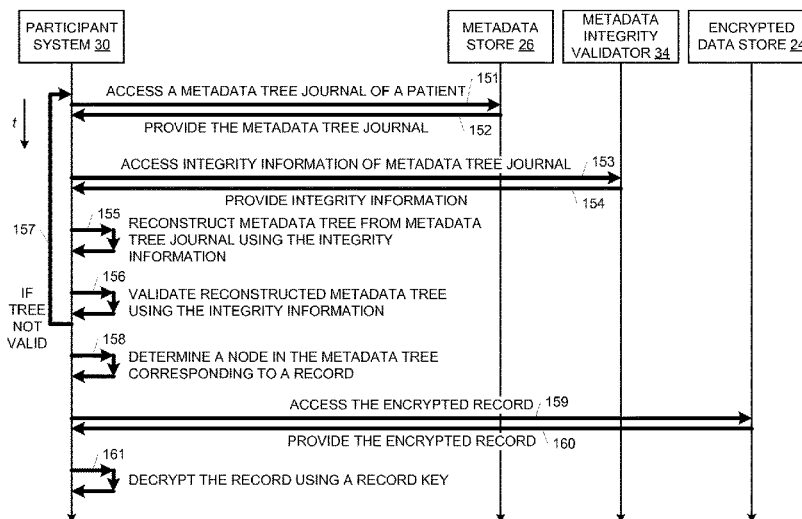 PARTICIPANT
SYSTEM 30
METADATA
STORE 26
METADATA
INTEGRITY
VALIDATOR 34
ENCRYPTED
DATA STORE 24
t
151
ACCESS A METADATA TREE JOURNAL OF A PATIENT
PROVIDE THE METADATA TREE JOURNAL
152
ACCESS INTEGRITY INFORMATION OF METADATA TREE JOURNAL
153
PROVIDE INTEGRITY INFORMATION
154
155
RECONSTRUCT METADATA TREE FROM METADATA
TREE JOURNAL USING THE INTEGRITY
INFORMATION
157
156
VALIDATE RECONSTRUCTED METADATA TREE
USING THE INTEGRITY INFORMATION
IF
TREE
NOT
VALID
158
DETERMINE A NODE IN THE METADATA TREE
CORRESPONDING TO A RECORD
ACCESS THE ENCRYPTED RECORD
159
PROVIDE THE ENCRYPTED RECORD
160
161
DECRYPT THE RECORD USING A RECORD KEY